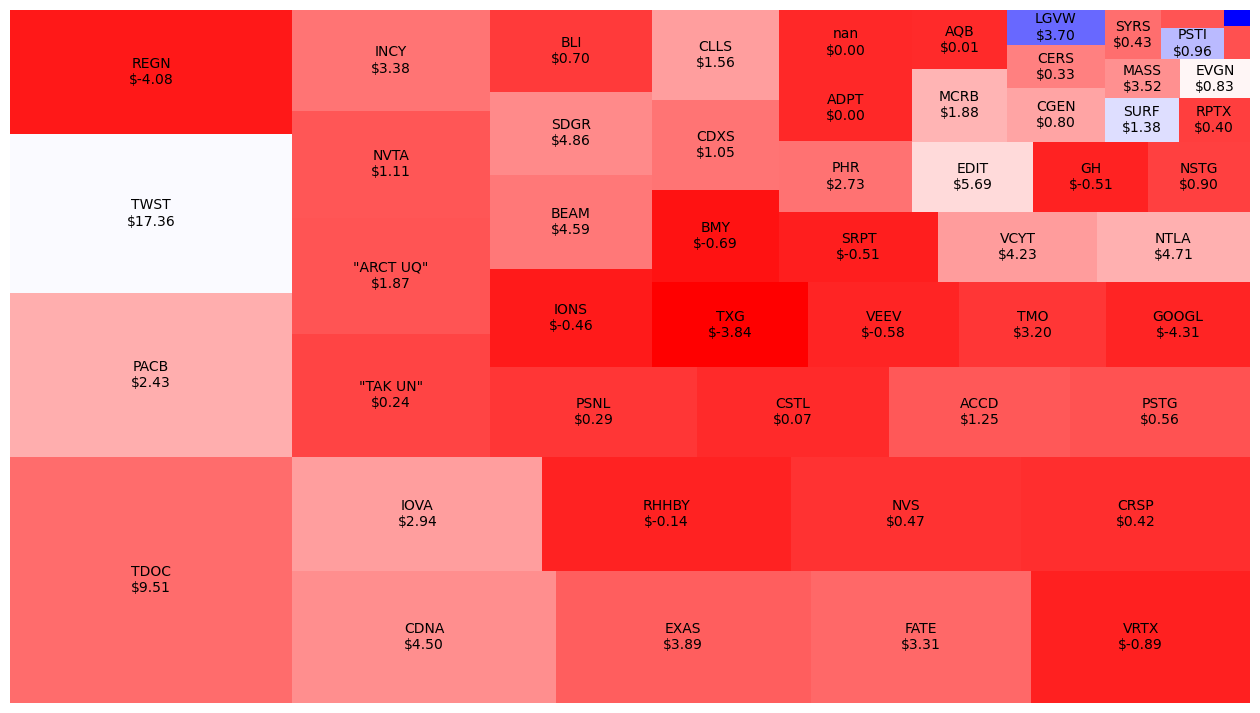 REGN
$-4.08
TWST
$17.36
PACB
$2.43
TDOC
$9.51
INCY
$3.38
NVTA
$1.11
"ARCT UQ"
$1.87
"TAK UN"
$0.24
BLI
$0.70
SDGR
$4.86
BEAM
$4.59
IONS
$-0.46
CLLS
$1.56
CDXS
$1.05
BMY
$-0.69
TXG
$-3.84
nan
$0.00
ADPT
$0.00
PHR
$2.73
AQB
$0.01
MCRB
$1.88
EDIT
$5.69
LGVW
$3.70
CERS
$0.33
CGEN
$0.80
SYRS
$0.43
PSTI
$0.96
MASS
$3.52
EVGN
$0.83
SURF
$1.38
RPTX
$0.40
GH
$-0.51
NSTG
$0.90
SRPT
$-0.51
VCYT
$4.23
NTLA
$4.71
VEEV
$-0.58
TMO
$3.20
GOOGL
$-4.31
PSNL
$0.29
CSTL
$0.07
ACCD
$1.25
PSTG
$0.56
IOVA
$2.94
RHHBY
$-0.14
NVS
$0.47
CRSP
$0.42
CDNA
$4.50
EXAS
$3.89
FATE
$3.31
VRTX
$-0.89